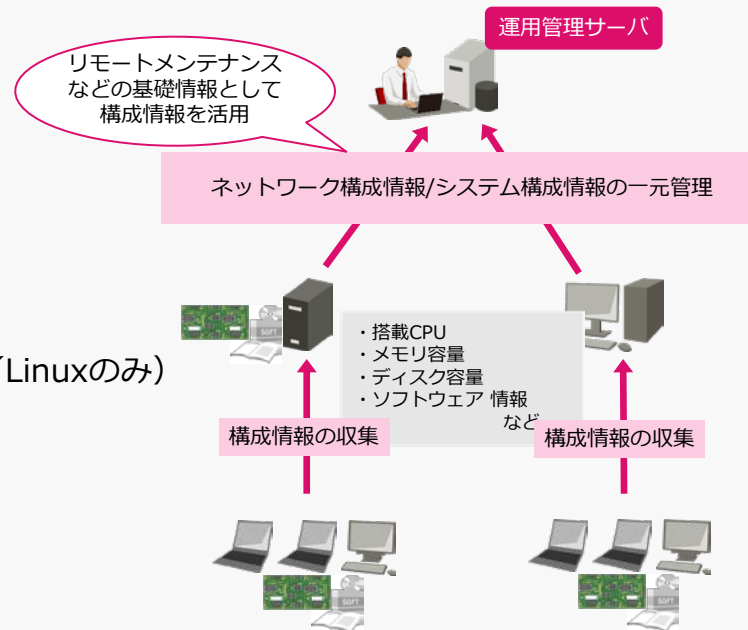 運用管理サーバ
リモートメンテナンス
などの基礎情報として
構成情報を活用
ネットワーク構成情報/システム構成情報の一元管理
・搭載CPU
・メモリ容量
・ディスク容量
・ソフトウェア 情報
など
Linuxのみ）
構成情報の収集
構成情報の収集
SOFT
SOFT
SOFT